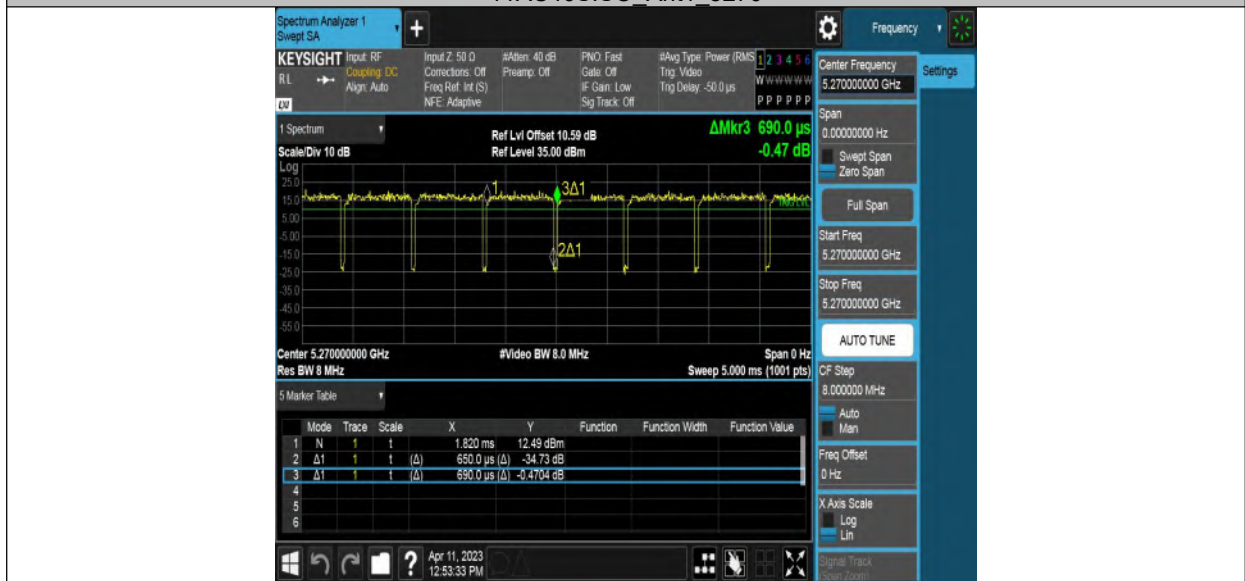 Spectrum Analyzer 1
Swept SA
+
Frequency
KEYSIGHT
RL
LXI
Input: RF
Coupling: DC
Align: Auto
Input Z: 50 Ω
Corrections: Off
Freq Ref: Int (S)
NFE: Adaptive
#Atten: 40 dB
Preamp: Off
PNO: Fast
Gate: Off
IF Gain: Low
Sig Track: Off
#Avg Type: Power (RMS
Trig: Video
Trig Delay: -50.0 µs
1 2 3 4 5 6
W W W W W W
P P P P P P
Center Frequency
5.270000000 GHz
Settings
1 Spectrum
Scale/Div 10 dB
Ref Lvl Offset 10.59 dB
Ref Level 35.00 dBm
ΔMkr3 690.0 µs
-0.47 dB
Log
25.0
15.0
5.00
-5.00
-15.0
-25.0
-35.0
-45.0
-55.0
1
3Δ1
2Δ1
Center 5.270000000 GHz
#Video BW 8.0 MHz
Span 0 Hz
Res BW 8 MHz
Sweep 5.000 ms (1001 pts)
Span
0.00000000 Hz
Swept Span
Zero Span
Full Span
Start Freq
5.270000000 GHz
Stop Freq
5.270000000 GHz
AUTO TUNE
CF Step
8.000000 MHz
Auto
Man
Freq Offset
0 Hz
X Axis Scale
Log
Lin
Signal Track
(Span Zoom)
5 Marker Table
Mode Trace Scale X Y Function Function Width Function Value
1 N 1 t 1.820 ms 12.49 dBm
2 Δ1 1 t (Δ) 650.0 µs (Δ) -34.73 dB
3 Δ1 1 t (Δ) 690.0 µs (Δ) -0.4704 dB
4
5
6
?
Apr 11, 2023
12:53:33 PM